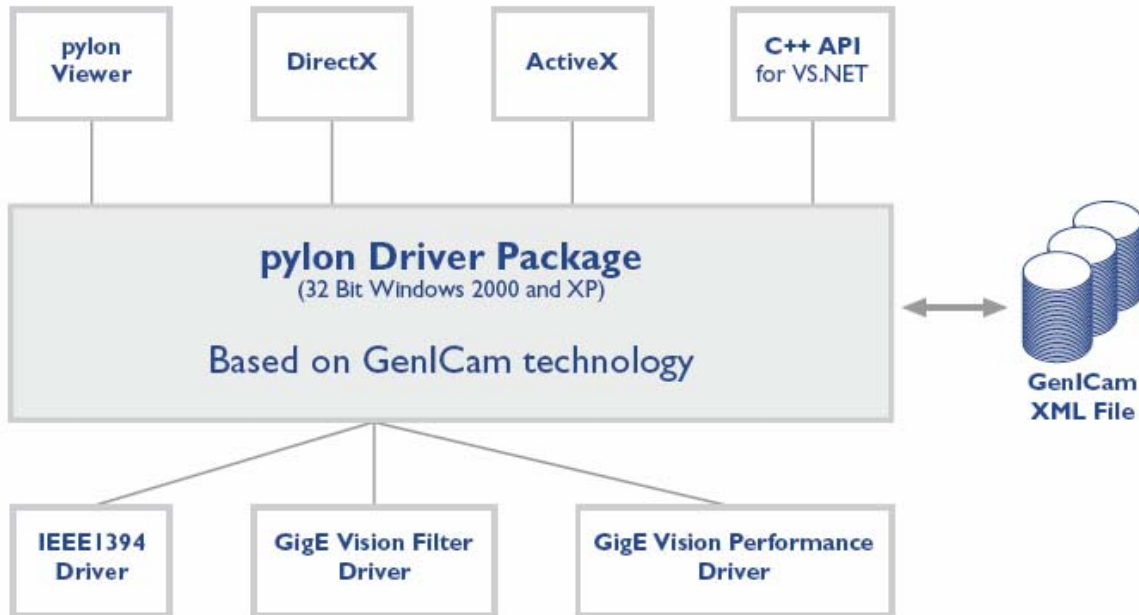 pylon
Viewer
DirectX
ActiveX
C++ API
for VS.NET
pylon Driver Package
(32 Bit Windows 2000 and XP)
Based on GenICam technology
GenICam
XML File
IEEE1394
Driver
GigE Vision Filter
Driver
GigE Vision Performance
Driver